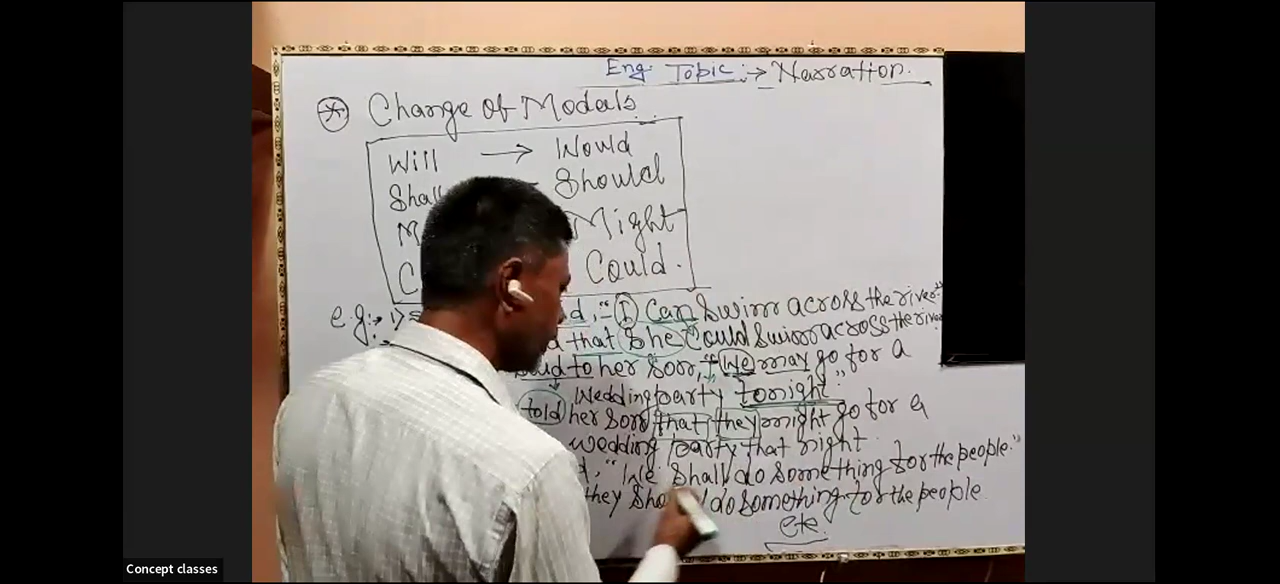 Eng. Topic :→ Narration.
* Change of Modals
Will → Would
Shall Should
M Might
C Could.
e.g:→ 1) d, "I Can Swim across the river."
that She Could Swim across the river
said to her son, "We may go for a
Wedding party tonight."
told her son that they might go for a
wedding party that night
d, "We Shall do Something for the people."
they Should do something for the people
etc.
Concept classes